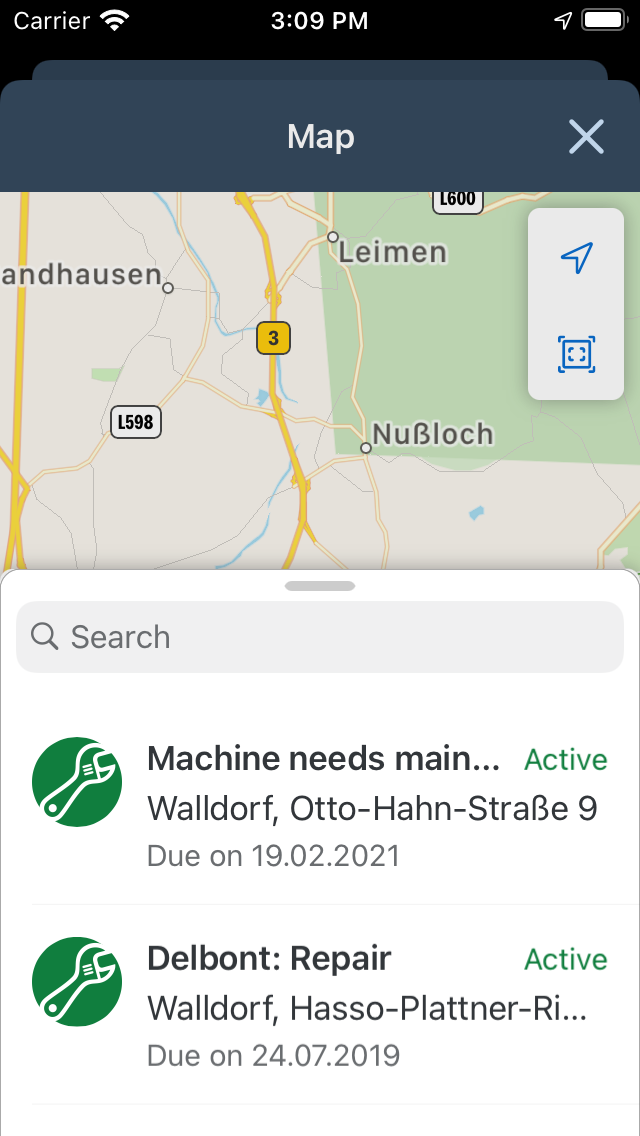 Carrier 3:09 PM
Map
L600
Leimen
andhausen
3
L598
Nußloch
Search
Machine needs main... Active
Walldorf, Otto-Hahn-Straße 9
Due on 19.02.2021
Delbont: Repair Active
Walldorf, Hasso-Plattner-Ri...
Due on 24.07.2019